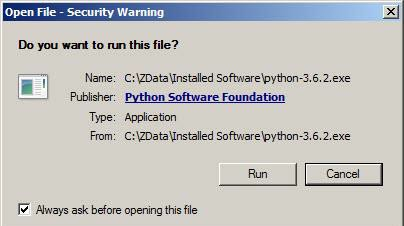 Open File - Security Warning
Do you want to run this file?
Name: C:\ZData\Installed Software\python-3.6.2.exe
Publisher: Python Software Foundation
Type: Application
From: C:\ZData\Installed Software\python-3.6.2.exe
Run Cancel
Always ask before opening this file